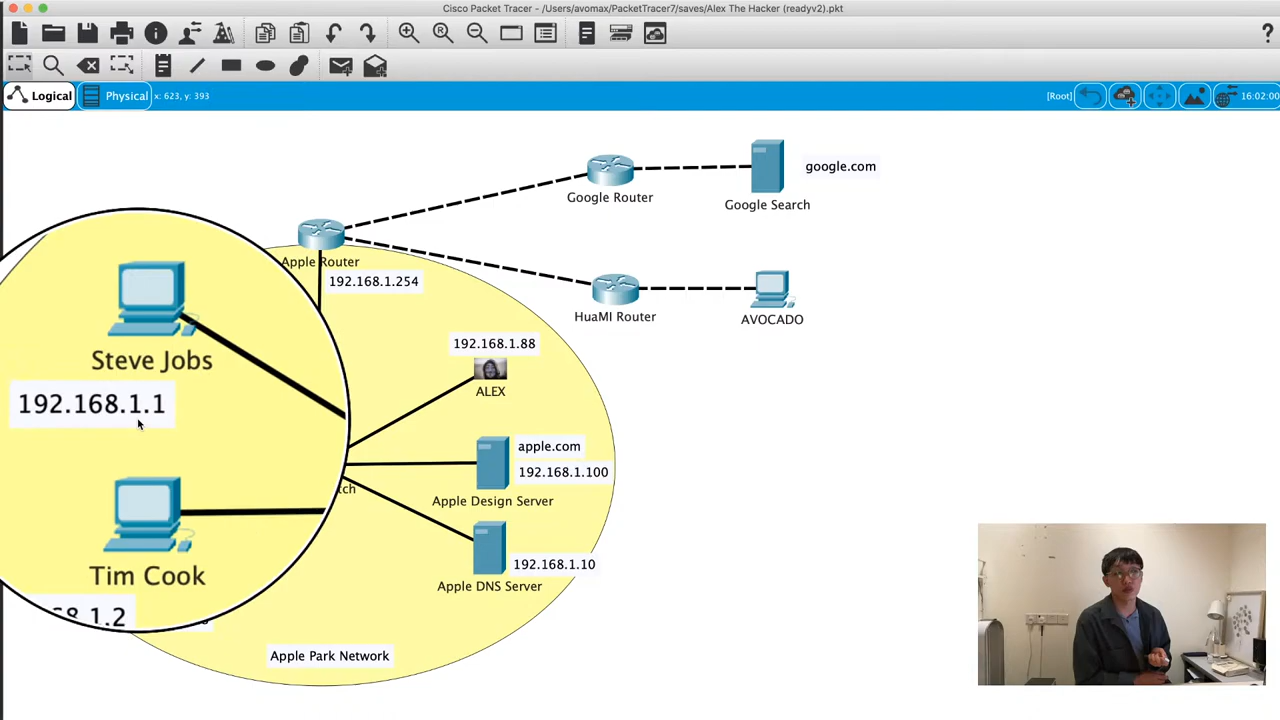 Cisco Packet Tracer - /Users/avomax/PacketTracer7/saves/Alex The Hacker (readyv2).pkt
Logical
Physical
x: 623, y: 393
[Root]
16:02:00
google.com
Google Router
Google Search
Apple Router
192.168.1.254
HuaMI Router
AVOCADO
Steve Jobs
192.168.1.1
192.168.1.88
ALEX
apple.com
192.168.1.100
Apple Design Server
Tim Cook
192.168.1.10
Apple DNS Server
Apple Park Network